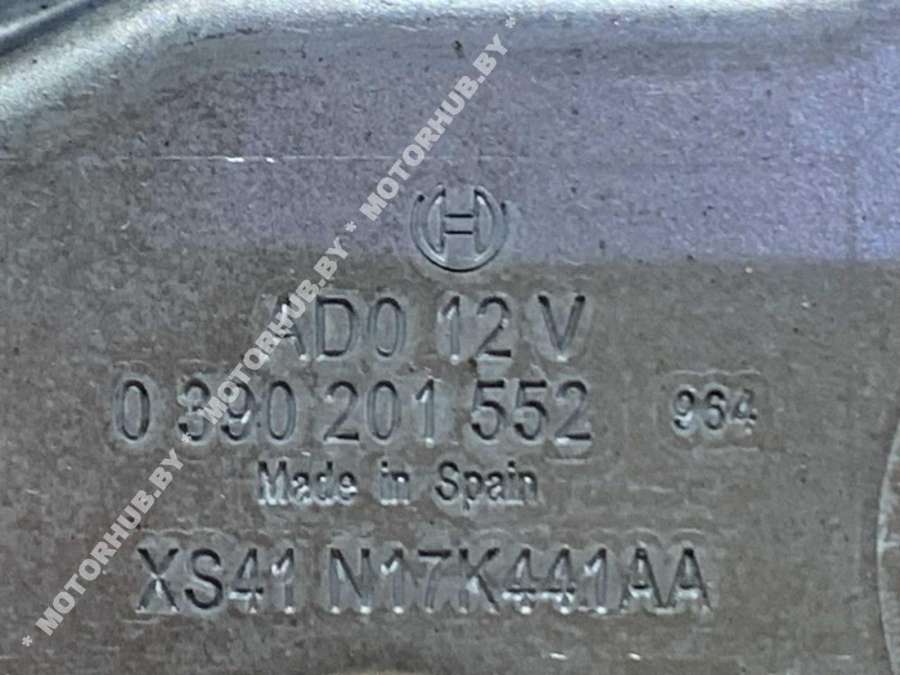 AD0 12 V
0 390 201 552 964
Made in Spain
XS41 N17K441AA
* MOTORHUB.BY * MOTORHUB.BY * MOTORHUB.BY * MOTORHUB.BY *